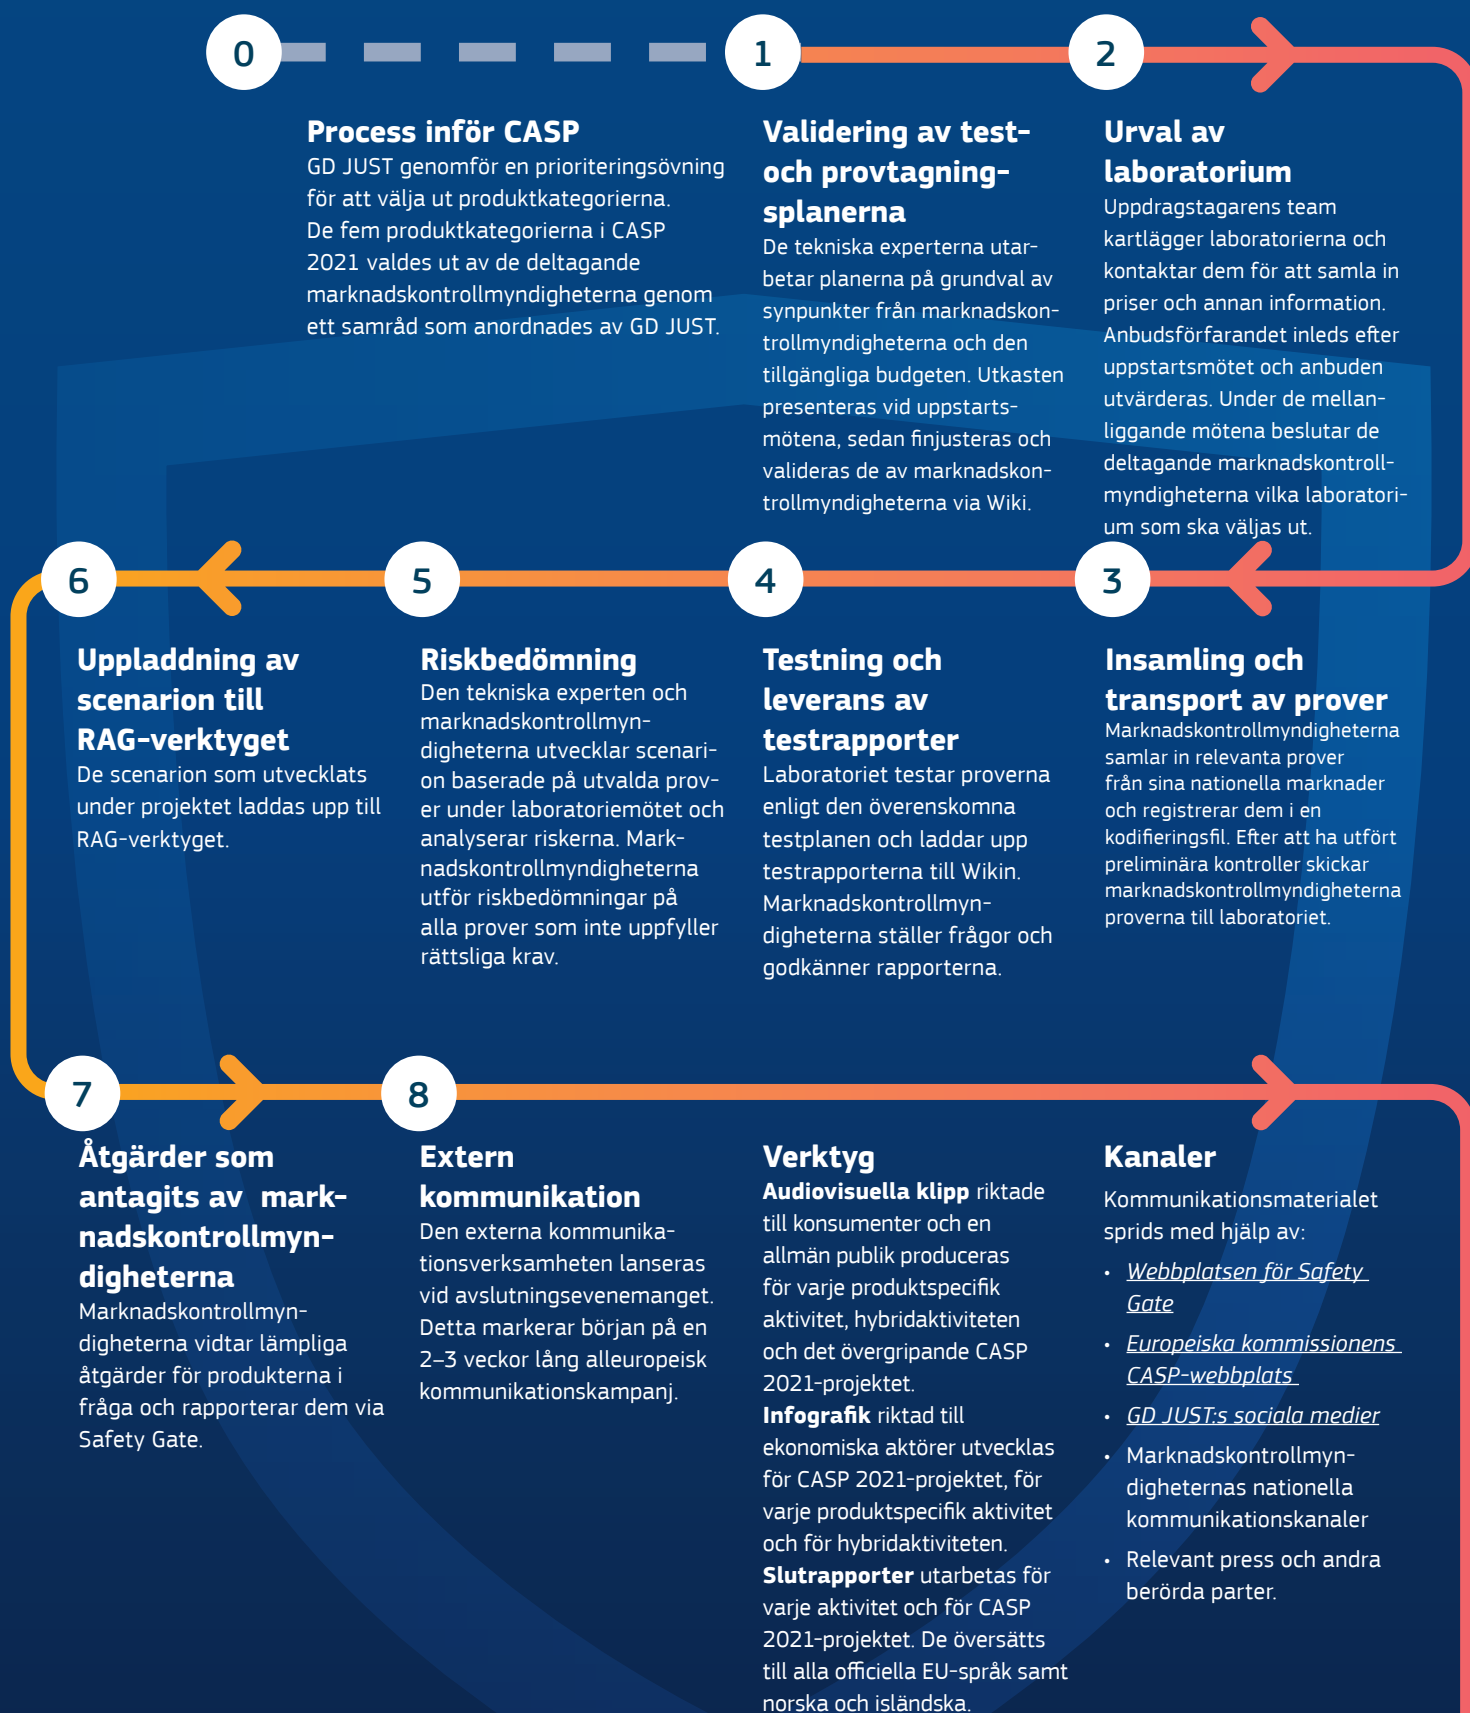 0
Process inför CASP
GD JUST genomför en prioriteringsövning
för att välja ut produktkategorierna.
De fem produktkategorierna i CASP
2021 valdes ut av de deltagande
marknadskontrollmyndigheterna genom
ett samråd som anordnades av GD JUST.
1
Validering av test-
och provtagning-
splanerna
De tekniska experterna utar-
betar planerna på grundval av
synpunkter från marknadskon-
trollmyndigheterna och den
tillgängliga budgeten. Utkasten
presenteras vid uppstarts-
mötena, sedan finjusteras och
valideras de av marknadskon-
trollmyndigheterna via Wiki.
2
Urval av
laboratorium
Uppdragstagarens team
kartlägger laboratorierna och
kontaktar dem för att samla in
priser och annan information.
Anbudsförfarandet inleds efter
uppstartsmötet och anbuden
utvärderas. Under de mellan-
liggande mötena beslutar de
deltagande marknadskontroll-
myndigheterna vilka laboratori-
um som ska väljas ut.
3
Insamling och
transport av prover
Marknadskontrollmyndigheterna
samlar in relevanta prover
från sina nationella marknader
och registrerar dem i en
kodifieringsfil. Efter att ha utfört
preliminära kontroller skickar
marknadskontrollmyndigheterna
proverna till laboratoriet.
4
Testning och
leverans av
testrapporter
Laboratoriet testar proverna
enligt den överenskomna
testplanen och laddar upp
testrapporterna till Wikin.
Marknadskontrollmyn-
digheterna ställer frågor och
godkänner rapporterna.
5
Riskbedömning
Den tekniska experten och
marknadskontrollmyn-
digheterna utvecklar scenari-
on baserade på utvalda prov-
er under laboratoriemötet och
analyserar riskerna. Mark-
nadskontrollmyndigheterna
utför riskbedömningar på
alla prover som inte uppfyller
rättsliga krav.
6
Uppladdning av
scenarion till
RAG-verktyget
De scenarion som utvecklats
under projektet laddas upp till
RAG-verktyget.
7
Åtgärder som
antagits av mark-
nadskontrollmyn-
digheterna
Marknadskontrollmyn-
digheterna vidtar lämpliga
åtgärder för produkterna i
fråga och rapporterar dem via
Safety Gate.
8
Extern
kommunikation
Den externa kommunika-
tionsverksamheten lanseras
vid avslutningsevenemanget.
Detta markerar början på en
2–3 veckor lång alleuropeisk
kommunikationskampanj.
Verktyg
Audiovisuella klipp riktade
till konsumenter och en
allmän publik produceras
för varje produktspecifik
aktivitet, hybridaktiviteten
och det övergripande CASP
2021-projektet.
Infografik riktad till
ekonomiska aktörer utvecklas
för CASP 2021-projektet, för
varje produktspecifik aktivitet
och för hybridaktiviteten.
Slutrapporter utarbetas för
varje aktivitet och för CASP
2021-projektet. De översätts
till alla officiella EU-språk samt
norska och isländska.
Kanaler
Kommunikationsmaterialet
sprids med hjälp av:
• Webbplatsen för Safety
Gate
• Europeiska kommissionens
CASP-webbplats
• GD JUST:s sociala medier
• Marknadskontrollmyn-
digheternas nationella
kommunikationskanaler
• Relevant press och andra
berörda parter.